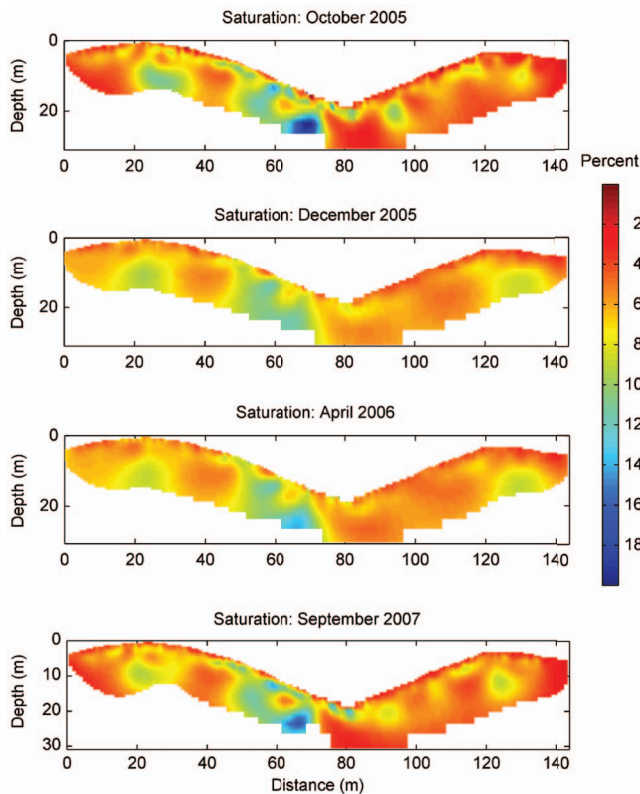 Saturation: October 2005
0
20
Depth (m)
0 20 40 60 80 100 120 140
Percent
2
4
6
8
10
12
14
16
18
Saturation: December 2005
0
20
Depth (m)
0 20 40 60 80 100 120 140
Saturation: April 2006
0
20
Depth (m)
0 20 40 60 80 100 120 140
Saturation: September 2007
0
10
20
30
Depth (m)
0 20 40 60 80 100 120 140
Distance (m)